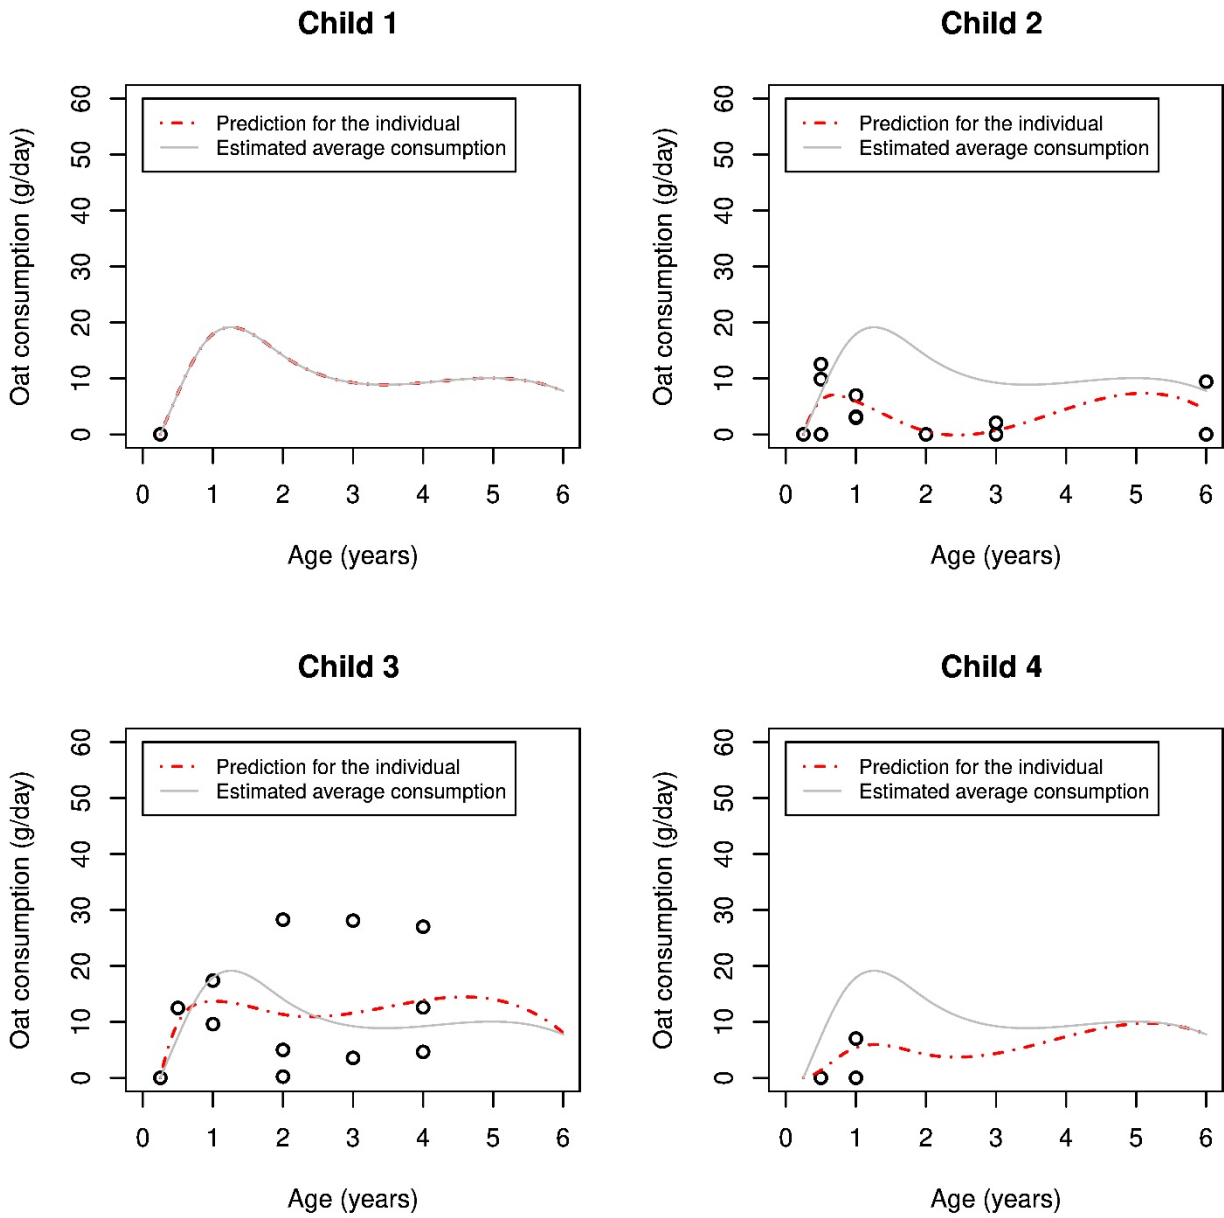 Child 1
Oat consumption (g/day)
60
50
40
30
20
10
0
Prediction for the individual
Estimated average consumption
0 1 2 3 4 5 6
Age (years)
Child 2
Oat consumption (g/day)
60
50
40
30
20
10
0
Prediction for the individual
Estimated average consumption
0 1 2 3 4 5 6
Age (years)
Child 3
Oat consumption (g/day)
60
50
40
30
20
10
0
Prediction for the individual
Estimated average consumption
0 1 2 3 4 5 6
Age (years)
Child 4
Oat consumption (g/day)
60
50
40
30
20
10
0
Prediction for the individual
Estimated average consumption
0 1 2 3 4 5 6
Age (years)